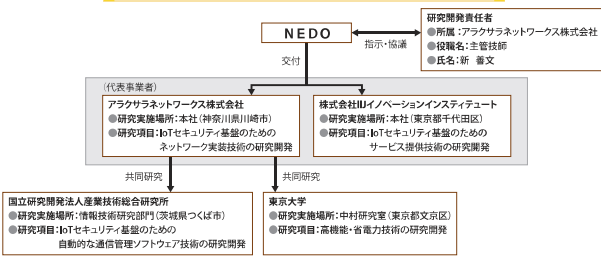 研究開発責任者
●所属:アラクサラネットワークス株式会社
●役職名:主管技師
●氏名:新 善文
NEDO
指示・協議
交付
(代表事業者)
アラクサラネットワークス株式会社
●研究実施場所:本社(神奈川県川崎市)
●研究項目:IoTセキュリティ基盤のための
ネットワーク実装技術の研究開発
株式会社IIJイノベーションインスティテュート
●研究実施場所:本社(東京都千代田区)
●研究項目:IoTセキュリティ基盤のための
サービス提供技術の研究開発
共同研究
共同研究
国立研究開発法人産業技術総合研究所
●研究実施場所:情報技術研究部門(茨城県つくば市)
●研究項目:IoTセキュリティ基盤のための
自動的な通信管理ソフトウェア技術の研究開発
東京大学
●研究実施場所:中村研究室(東京都文京区)
●研究項目:高機能・省電力技術の研究開発